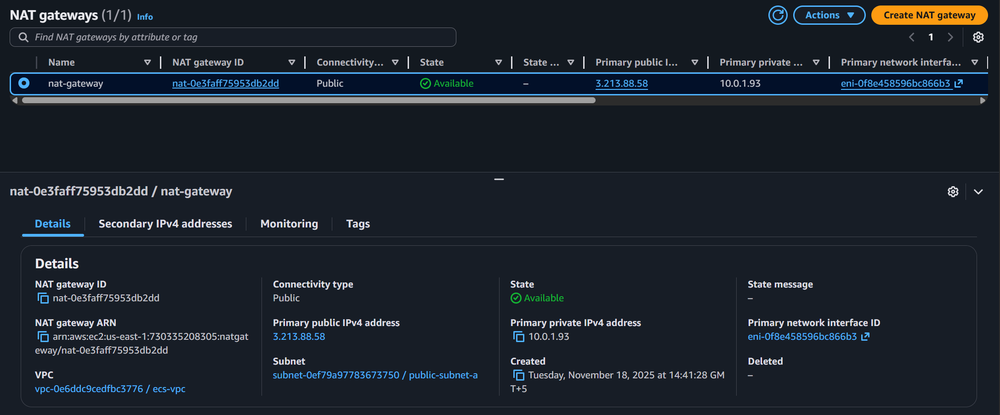 NAT gateways (1/1) Info
Actions
Create NAT gateway
Find NAT gateways by attribute or tag
1
Name NAT gateway ID Connectivity... State State ... Primary public I... Primary private ... Primary network interfa...
nat-gateway nat-0e3faff75953db2dd Public Available – 3.213.88.58 10.0.1.93 eni-0f8e458596bc866b3
nat-0e3faff75953db2dd / nat-gateway
Details Secondary IPv4 addresses Monitoring Tags
Details
NAT gateway ID
nat-0e3faff75953db2dd
NAT gateway ARN
arn:aws:ec2:us-east-1:730335208305:natgat
eway/nat-0e3faff75953db2dd
VPC
vpc-0e6ddc9cedfbc3776 / ecs-vpc
Connectivity type
Public
Primary public IPv4 address
3.213.88.58
Subnet
subnet-0ef79a97783673750 / public-subnet-a
State
Available
Primary private IPv4 address
10.0.1.93
Created
Tuesday, November 18, 2025 at 14:41:28 GM
T+5
State message
–
Primary network interface ID
eni-0f8e458596bc866b3
Deleted
–